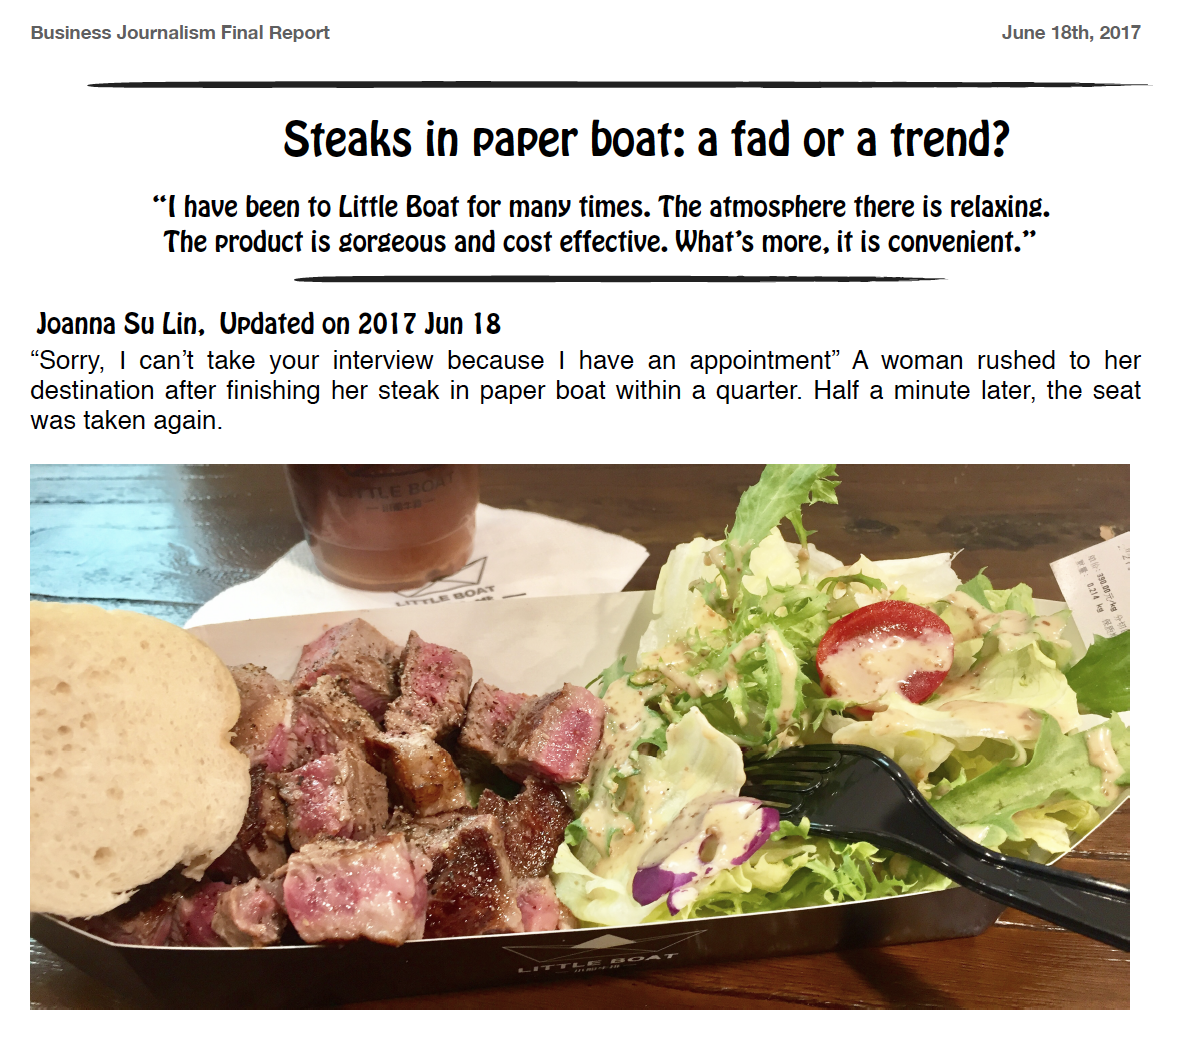 Business Journalism Final Report
June 18th, 2017
Steaks in paper boat: a fad or a trend?
“I have been to Little Boat for many times. The atmosphere there is relaxing.
The product is gorgeous and cost effective. What’s more, it is convenient.”
Joanna Su Lin,  Updated on 2017 Jun 18
“Sorry, I can’t take your interview because I have an appointment” A woman rushed to her
destination after finishing her steak in paper boat within a quarter. Half a minute later, the seat
was taken again.
LITTLE BOAT
LITTLE BOAT
0.214 kg
LITTLE BOAT